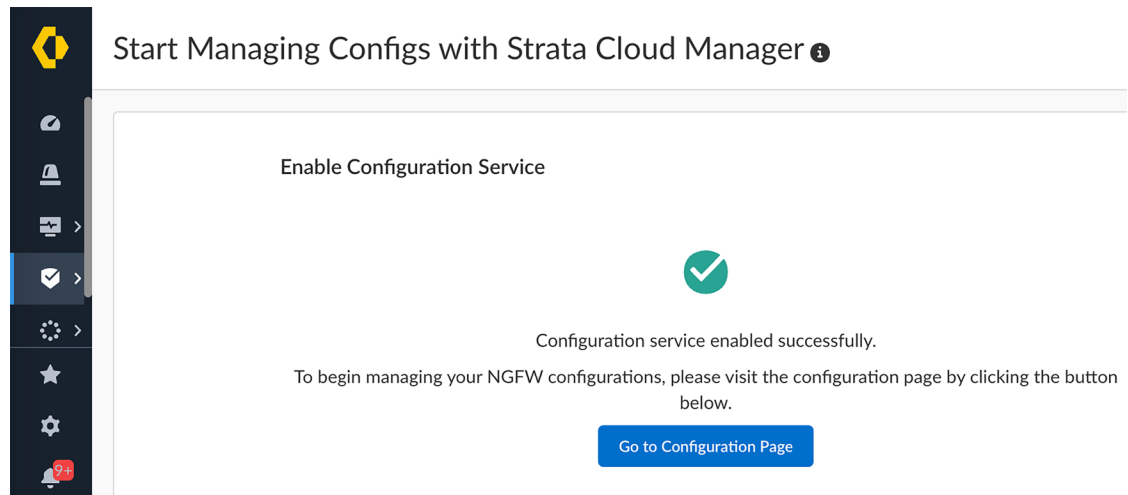 Start Managing Configs with Strata Cloud Manager
Enable Configuration Service
Configuration service enabled successfully.
To begin managing your NGFW configurations, please visit the configuration page by clicking the button
below.
Go to Configuration Page
9+